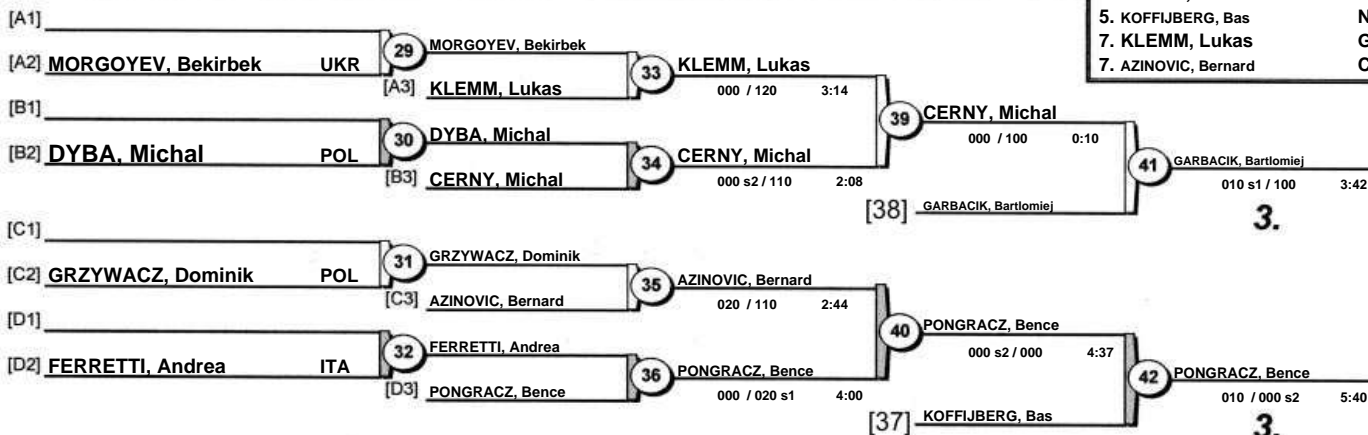 5. KOFFIJBERG, Bas N
7. KLEMM, Lukas G
7. AZINOVIC, Bernard C
[A1]
[A2] MORGOYEV, Bekirbek UKR
29
MORGOYEV, Bekirbek
[A3] KLEMM, Lukas
33
KLEMM, Lukas
000 / 120 3:14
[B1]
[B2] DYBA, Michal POL
30
DYBA, Michal
[B3] CERNY, Michal
34
CERNY, Michal
000 s2 / 110 2:08
39
CERNY, Michal
000 / 100 0:10
[38] GARBACIK, Bartlomiej
41
GARBACIK, Bartlomiej
010 s1 / 100 3:42
3.
[C1]
[C2] GRZYWACZ, Dominik POL
31
GRZYWACZ, Dominik
[C3] AZINOVIC, Bernard
35
AZINOVIC, Bernard
020 / 110 2:44
[D1]
[D2] FERRETTI, Andrea ITA
32
FERRETTI, Andrea
[D3] PONGRACZ, Bence
36
PONGRACZ, Bence
000 / 020 s1 4:00
40
PONGRACZ, Bence
000 s2 / 000 4:37
[37] KOFFIJBERG, Bas
42
PONGRACZ, Bence
010 / 000 s2 5:40
3.